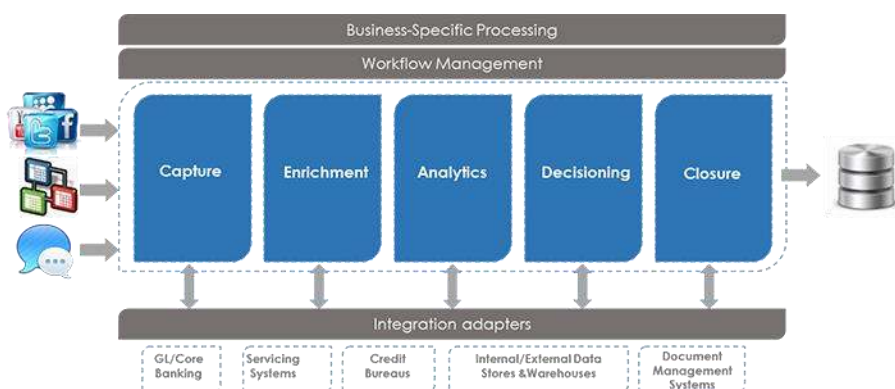 Business-Specific Processing
Workflow Management
Capture
Enrichment
Analytics
Decisioning
Closure
Integration adapters
GL/Core
Banking
Servicing
Systems
Credit
Bureaus
Internal/External Data
Stores &Warehouses
Document
Management
Systems